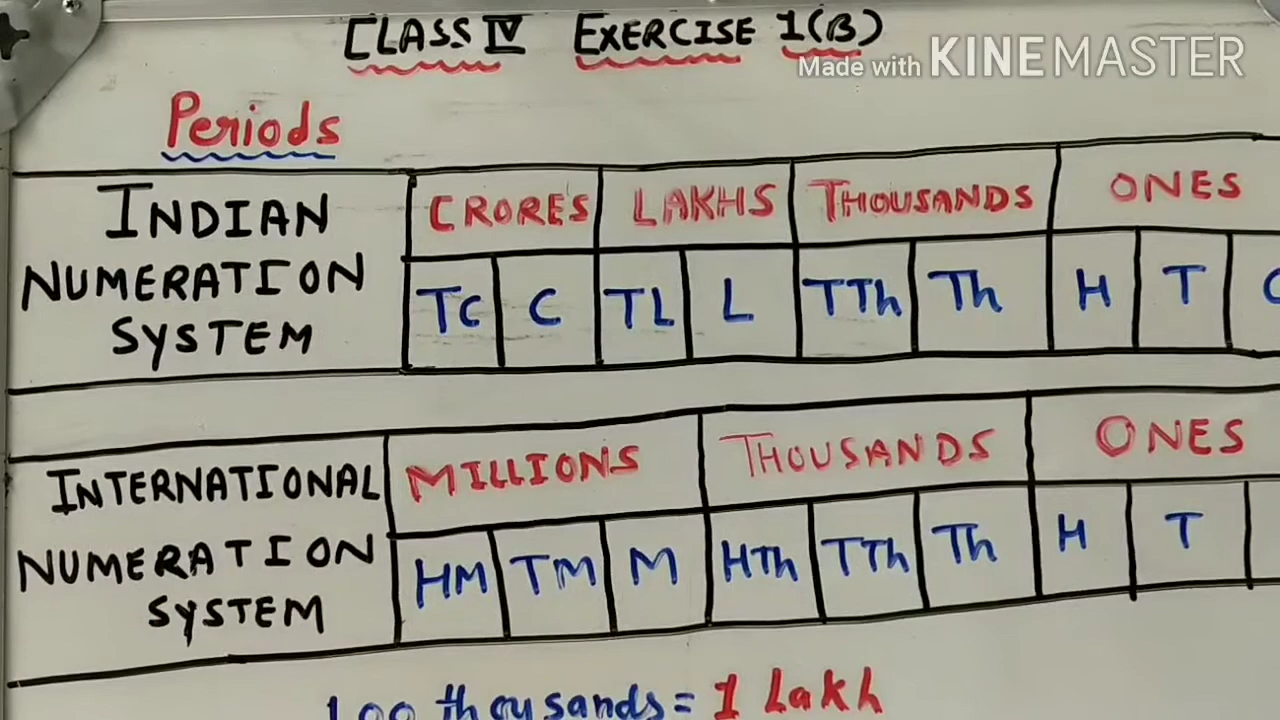 CLASS IV EXERCISE 1(B)
Made with KINEMASTER
Periods
INDIAN NUMERATION SYSTEM
CRORES LAKHS THOUSANDS ONES
TC C TL L TTh Th H T
INTERNATIONAL NUMERATION SYSTEM
MILLIONS THOUSANDS ONES
HM TM M HTh TTh Th H T
100 thousands = 1 Lakh